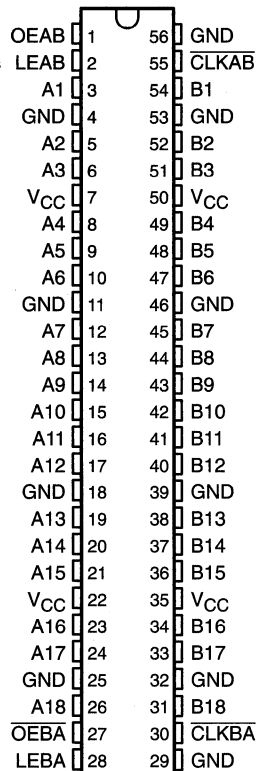 OEAB 1 56 GND
LEAB 2 55 CLKAB
A1 3 54 B1
GND 4 53 GND
A2 5 52 B2
A3 6 51 B3
VCC 7 50 VCC
A4 8 49 B4
A5 9 48 B5
A6 10 47 B6
GND 11 46 GND
A7 12 45 B7
A8 13 44 B8
A9 14 43 B9
A10 15 42 B10
A11 16 41 B11
A12 17 40 B12
GND 18 39 GND
A13 19 38 B13
A14 20 37 B14
A15 21 36 B15
VCC 22 35 VCC
A16 23 34 B16
A17 24 33 B17
GND 25 32 GND
A18 26 31 B18
OEBA 27 30 CLKBA
LEBA 28 29 GND